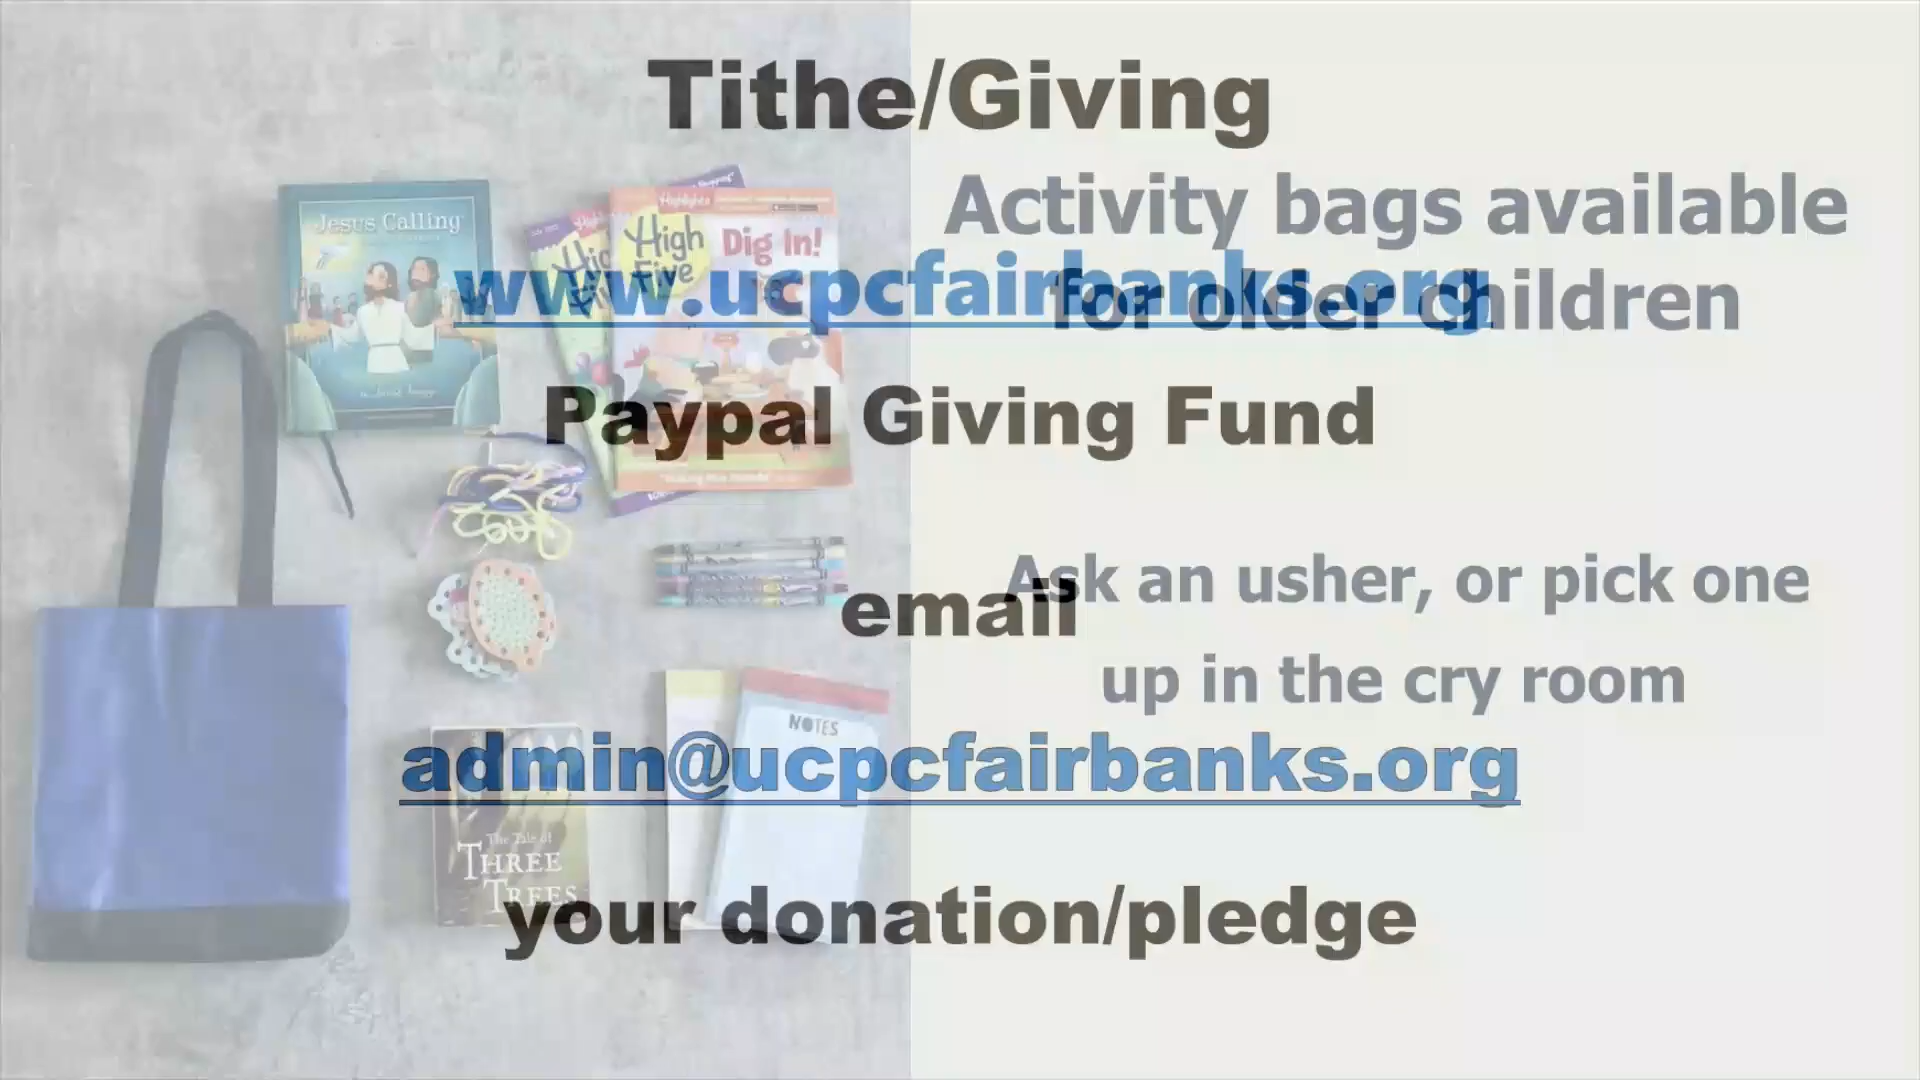 Tithe/Giving
www.ucpcfairbanks.org
Paypal Giving Fund
email
admin@ucpcfairbanks.org
your donation/pledge
Activity bags available
for older children
Ask an usher, or pick one
up in the cry room
Jesus Calling
Highlights
High
Five
Dig In!
NOTES
The Tale of
THREE
TREES